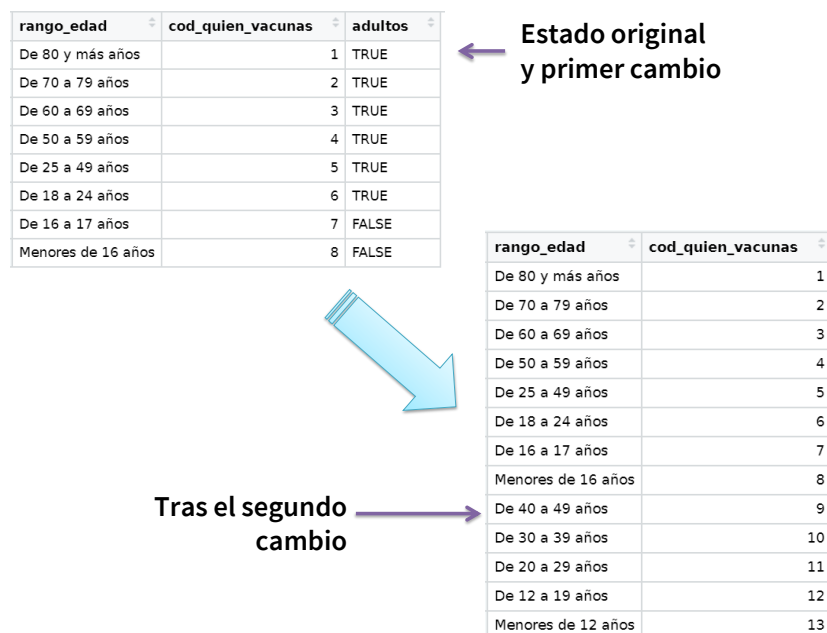 rango_edad cod_quien_vacunas adultos
De 80 y más años 1 TRUE
De 70 a 79 años 2 TRUE
De 60 a 69 años 3 TRUE
De 50 a 59 años 4 TRUE
De 25 a 49 años 5 TRUE
De 18 a 24 años 6 TRUE
De 16 a 17 años 7 FALSE
Menores de 16 años 8 FALSE
Estado original
y primer cambio
rango_edad cod_quien_vacunas
De 80 y más años 1
De 70 a 79 años 2
De 60 a 69 años 3
De 50 a 59 años 4
De 25 a 49 años 5
De 18 a 24 años 6
De 16 a 17 años 7
Menores de 16 años 8
De 40 a 49 años 9
De 30 a 39 años 10
De 20 a 29 años 11
De 12 a 19 años 12
Menores de 12 años 13
Tras el segundo
cambio